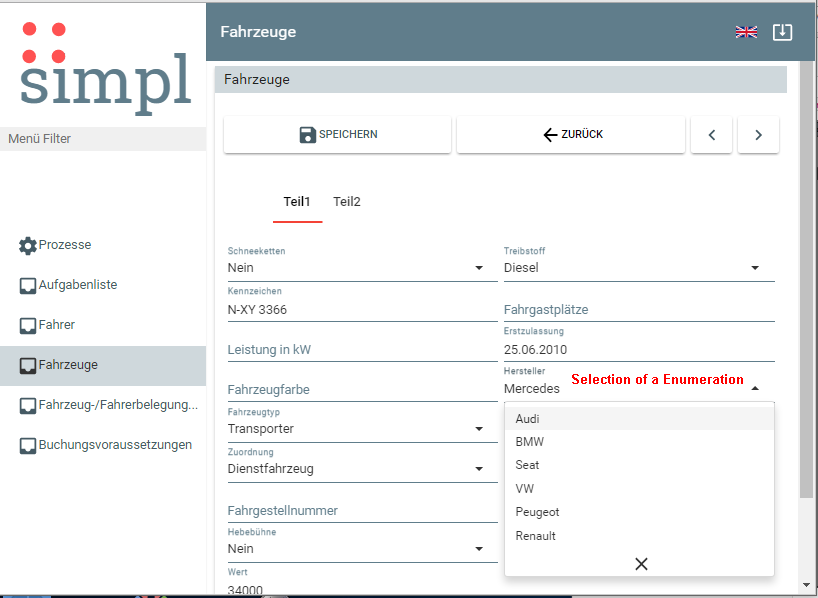 simpl
Fahrzeuge
Menü Filter
Prozesse
Aufgabenliste
Fahrer
Fahrzeuge
Fahrzeug-/Fahrerbelegung...
Buchungsvoraussetzungen
Fahrzeuge
SPEICHERN
ZURÜCK
Teil1
Teil2
Schneeketten
Nein
Treibstoff
Diesel
Kennzeichen
N-XY 3366
Fahrgastplätze
Leistung in kW
Erstzulassung
25.06.2010
Fahrzeugfarbe
Hersteller
Mercedes
Selection of a Enumeration
Fahrzeugtyp
Transporter
Zuordnung
Dienstfahrzeug
Fahrgestellnummer
Hebebühne
Nein
Wert
34000
Audi
BMW
Seat
VW
Peugeot
Renault